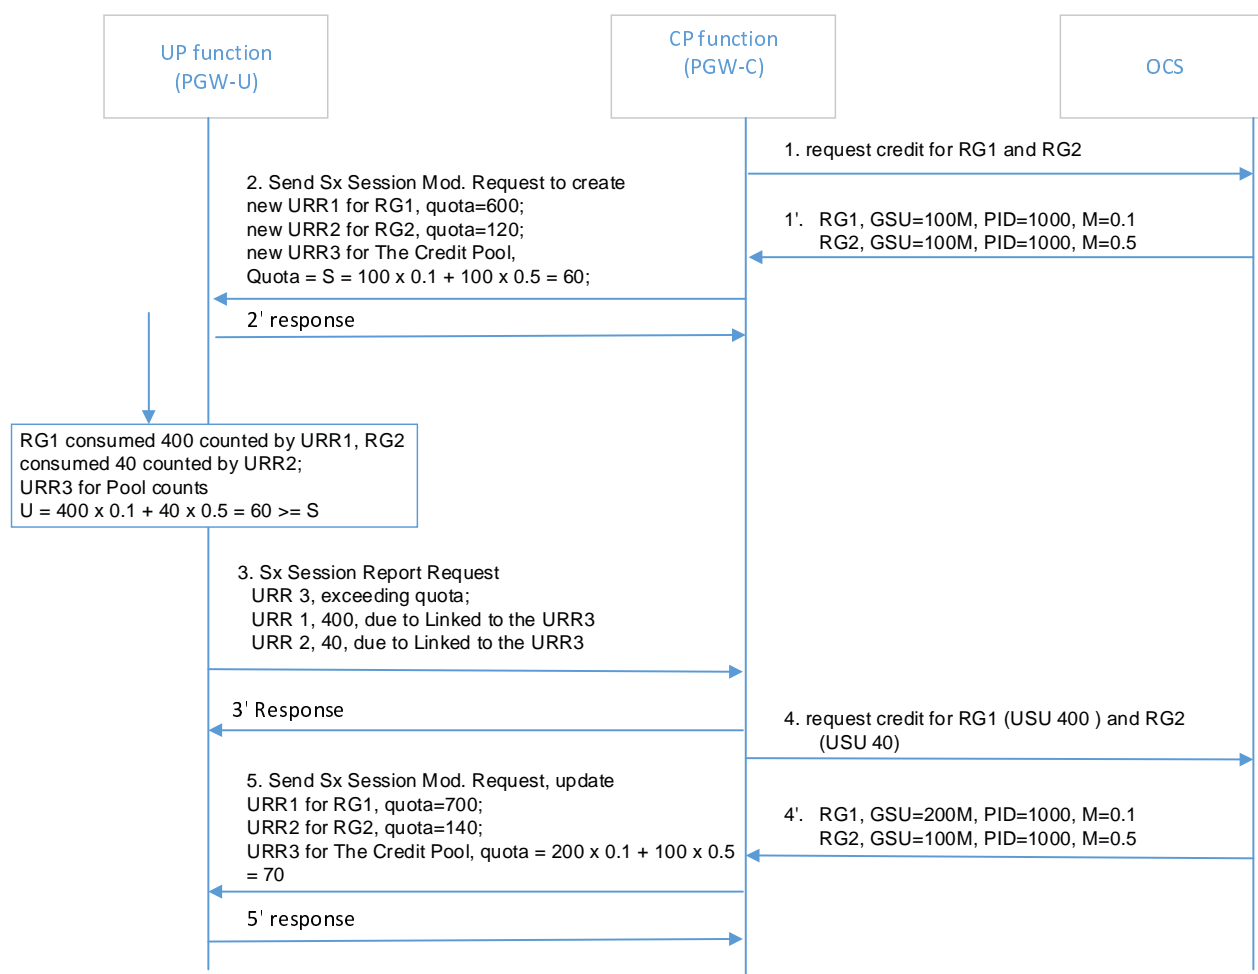 UP function
(PGW-U)
CP function
(PGW-C)
OCS
1. request credit for RG1 and RG2
2. Send Sx Session Mod. Request to create
new URR1 for RG1, quota=600;
new URR2 for RG2, quota=120;
new URR3 for The Credit Pool,
Quota = S = 100 x 0.1 + 100 x 0.5 = 60;
1'. RG1, GSU=100M, PID=1000, M=0.1
RG2, GSU=100M, PID=1000, M=0.5
2' response
RG1 consumed 400 counted by URR1, RG2
consumed 40 counted by URR2;
URR3 for Pool counts
U = 400 x 0.1 + 40 x 0.5 = 60 >= S
3. Sx Session Report Request
URR 3, exceeding quota;
URR 1, 400, due to Linked to the URR3
URR 2, 40, due to Linked to the URR3
3' Response
4. request credit for RG1 (USU 400 ) and RG2
(USU 40)
5. Send Sx Session Mod. Request, update
URR1 for RG1, quota=700;
URR2 for RG2, quota=140;
URR3 for The Credit Pool, quota = 200 x 0.1 + 100 x 0.5
= 70
4'. RG1, GSU=200M, PID=1000, M=0.1
RG2, GSU=100M, PID=1000, M=0.5
5' response